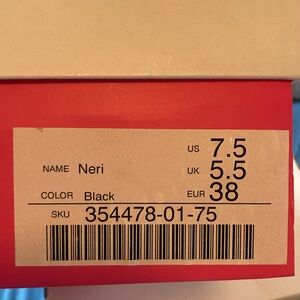 US 7.5
NAME Neri UK 5.5
COLOR Black EUR 38
SKU 354478-01-75